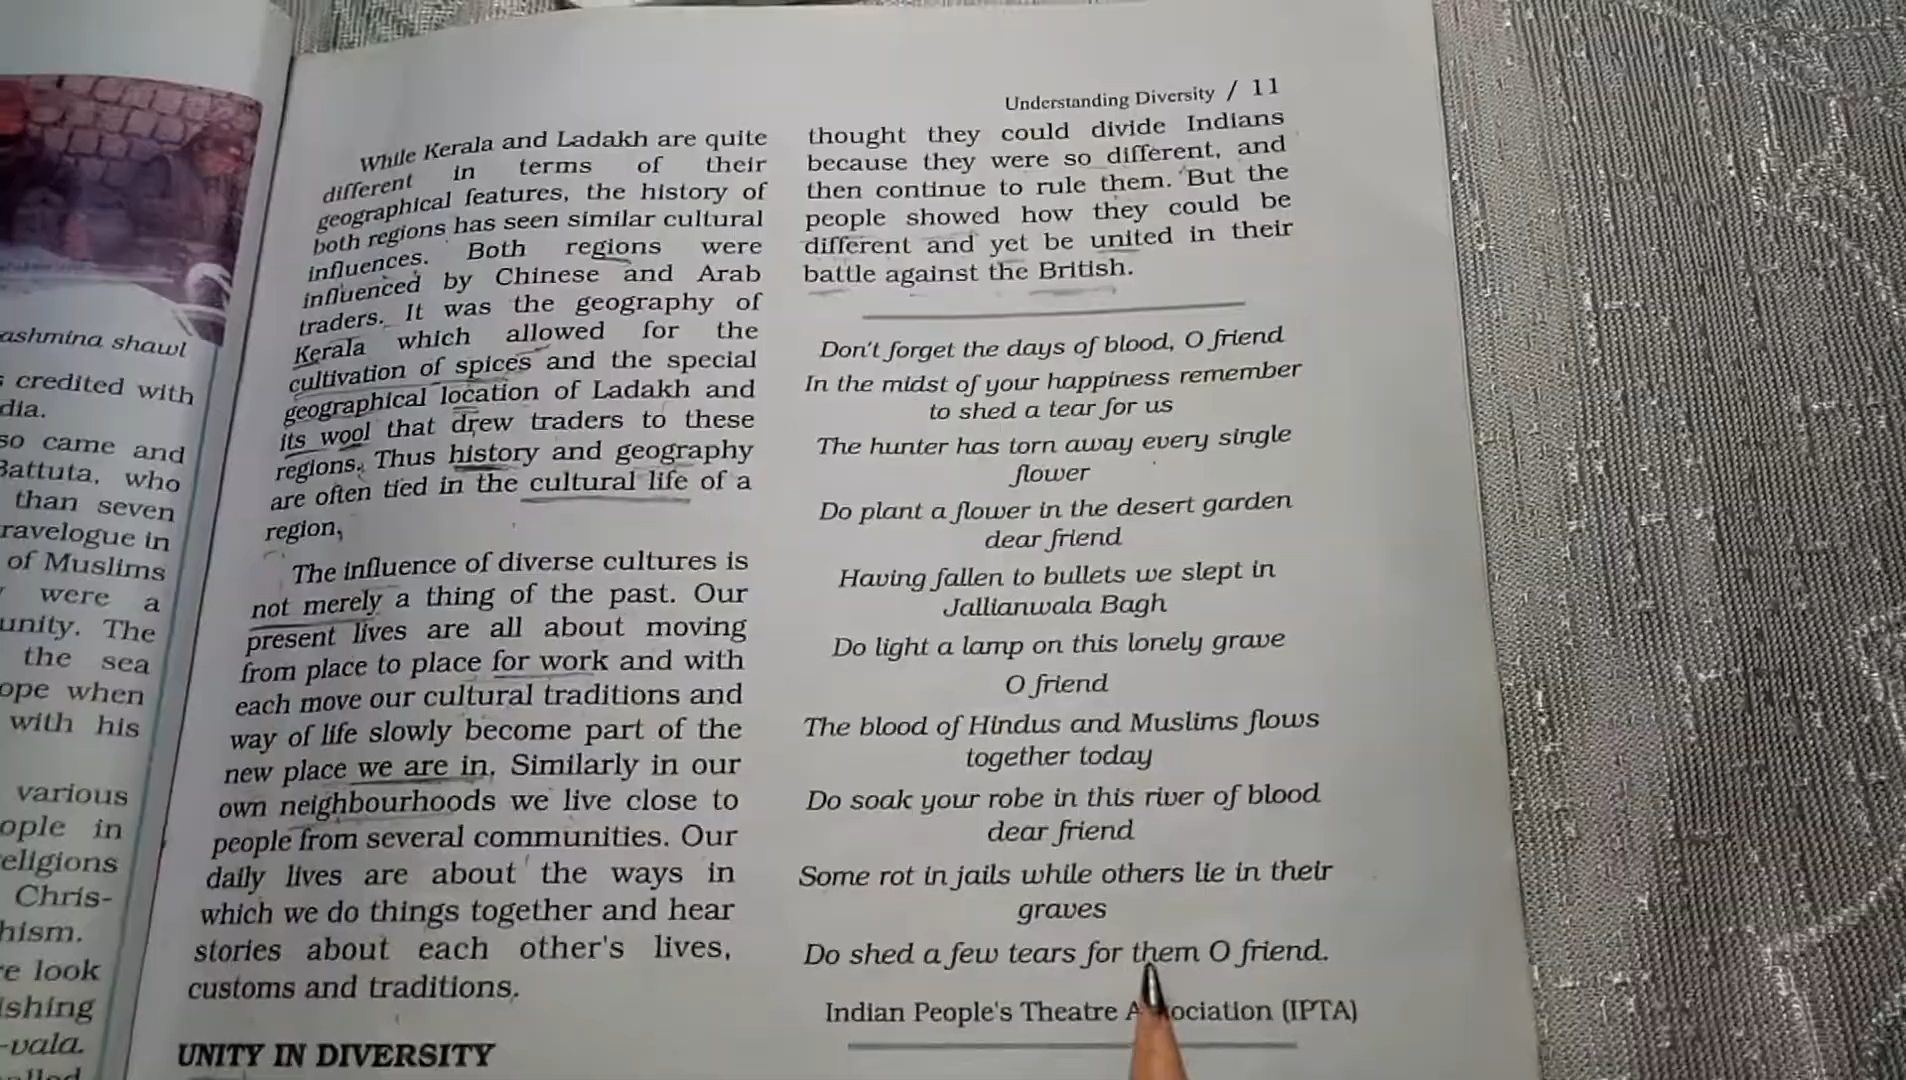 ashmina shawl
credited with
dia.
so came and
Battuta, who
than seven
ravelogue in
of Muslims
were a
unity. The
the sea
ope when
with his
various
ople in
eligions
Chris-
hism.
e look
ishing
-vala.
While Kerala and Ladakh are quite
different in terms of their
geographical features, the history of
both regions has seen similar cultural
influences. Both regions were
influenced by Chinese and Arab
traders. It was the geography of
Kerala which allowed for the
cultivation of spices and the special
geographical location of Ladakh and
its wool that drew traders to these
regions. Thus history and geography
are often tied in the cultural life of a
region.
The influence of diverse cultures is
not merely a thing of the past. Our
present lives are all about moving
from place to place for work and with
each move our cultural traditions and
way of life slowly become part of the
new place we are in. Similarly in our
own neighbourhoods we live close to
people from several communities. Our
daily lives are about the ways in
which we do things together and hear
stories about each other's lives,
customs and traditions.
UNITY IN DIVERSITY
Understanding Diversity / 11
thought they could divide Indians
because they were so different, and
then continue to rule them. But the
people showed how they could be
different and yet be united in their
battle against the British.
Don't forget the days of blood, O friend
In the midst of your happiness remember
to shed a tear for us
The hunter has torn away every single
flower
Do plant a flower in the desert garden
dear friend
Having fallen to bullets we slept in
Jallianwala Bagh
Do light a lamp on this lonely grave
O friend
The blood of Hindus and Muslims flows
together today
Do soak your robe in this river of blood
dear friend
Some rot in jails while others lie in their
graves
Do shed a few tears for them O friend.
Indian People's Theatre Association (IPTA)